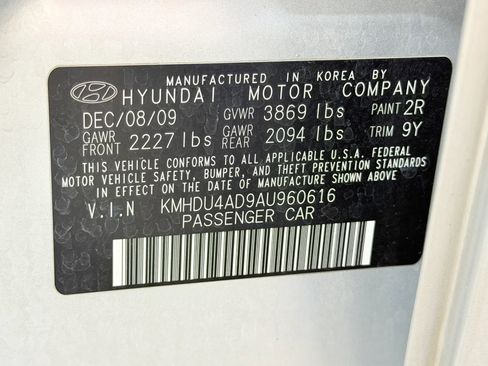 MANUFACTURED IN KOREA BY
HYUNDAI MOTOR COMPANY
DEC/08/09 GVWR 3869 lbs PAINT 2R
GAWR FRONT 2227 lbs GAWR REAR 2094 lbs TRIM 9Y
THIS VEHICLE CONFORMS TO ALL APPLICABLE U.S.A. FEDERAL
MOTOR VEHICLE SAFETY, BUMPER, AND THEFT PREVENTION STANDARDS
IN EFFECT ON THE DATE OF MANUFACTURE SHOWN ABOVE.
V.I.N KMHDU4AD9AU960616
PASSENGER CAR